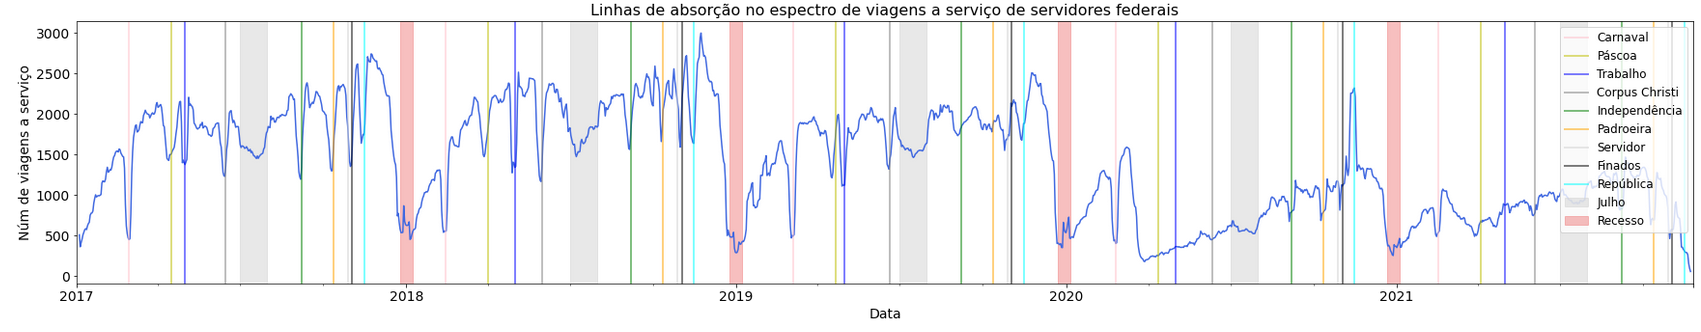 Linhas de absorção no espectro de viagens a serviço de servidores federais
Núm de viagens a serviço
3000
2500
2000
1500
1000
500
0
2017
2018
2019
2020
2021
Data
Carnaval
Páscoa
Trabalho
Corpus Christi
Independência
Padroeira
Servidor
Finados
República
Julho
Recesso